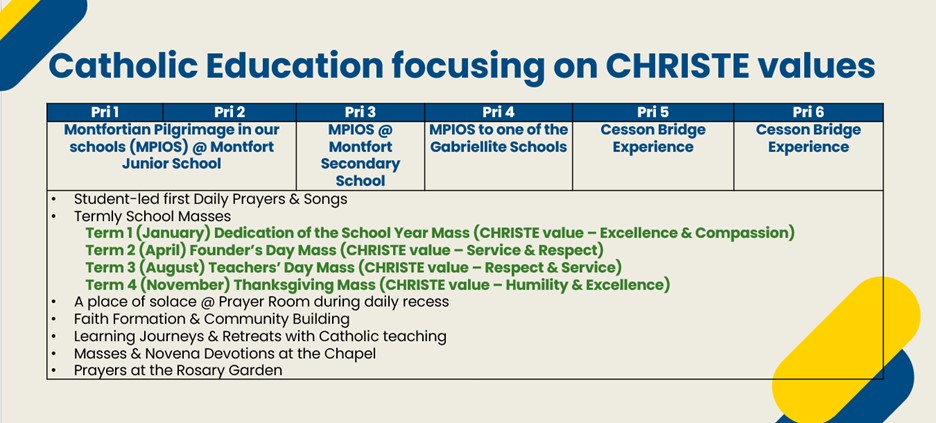 Catholic Education focusing on CHRISTE values
Pri 1
Pri 2
Pri 3
Pri 4
Pri 5
Pri 6
Montfortian Pilgrimage in our
schools (MPIOS) @ Montfort
Junior School
MPIOS @
Montfort
Secondary
School
MPIOS to one of the
Gabriellite Schools
Cesson Bridge
Experience
Cesson Bridge
Experience
• Student-led first Daily Prayers & Songs
• Termly School Masses
Term 1 (January) Dedication of the School Year Mass (CHRISTE value – Excellence & Compassion)
Term 2 (April) Founder’s Day Mass (CHRISTE value – Service & Respect)
Term 3 (August) Teachers’ Day Mass (CHRISTE value – Respect & Service)
Term 4 (November) Thanksgiving Mass (CHRISTE value – Humility & Excellence)
• A place of solace @ Prayer Room during daily recess
• Faith Formation & Community Building
• Learning Journeys & Retreats with Catholic teaching
• Masses & Novena Devotions at the Chapel
• Prayers at the Rosary Garden